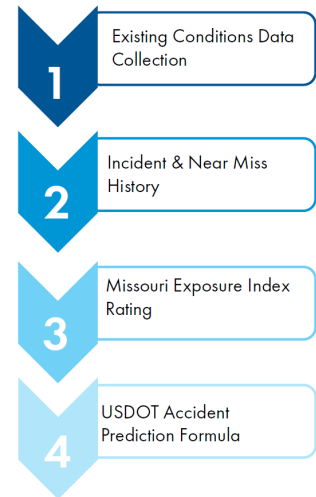 1
Existing Conditions Data
Collection
2
Incident & Near Miss
History
3
Missouri Exposure Index
Rating
4
USDOT Accident
Prediction Formula